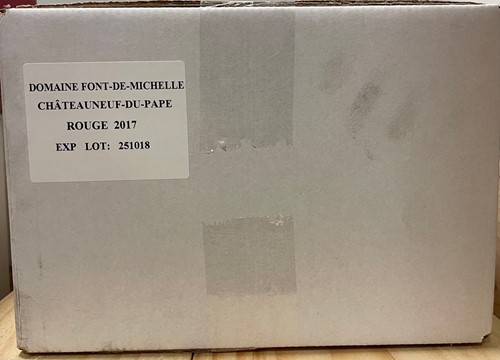 DOMAINE FONT-DE-MICHELLE
CHÂTEAUNEUF-DU-PAPE
ROUGE 2017
EXP LOT: 251018